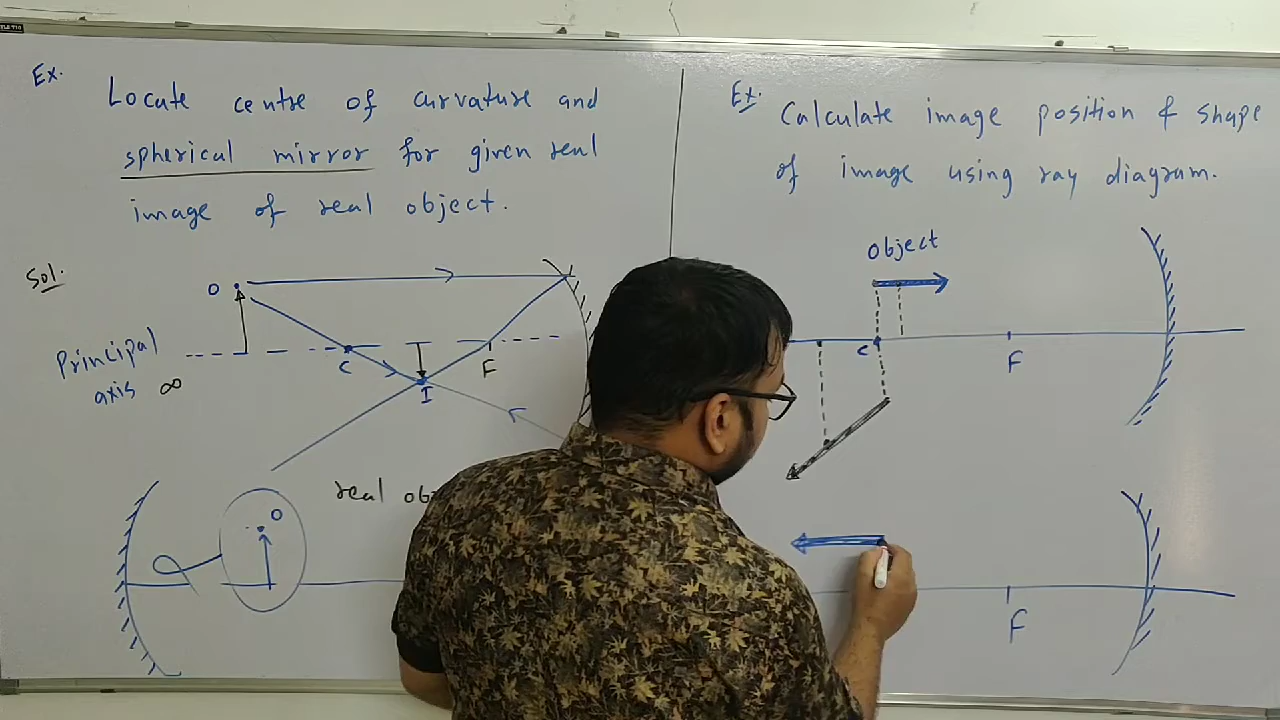 Ex.
Locate centre of curvature and
spherical mirror for given real
image of real object.
Sol.
O
Principal
axis ∞
C
I
F
O
real
Ex.
Calculate image position & shape
of image using ray diagram.
object
C
F
F